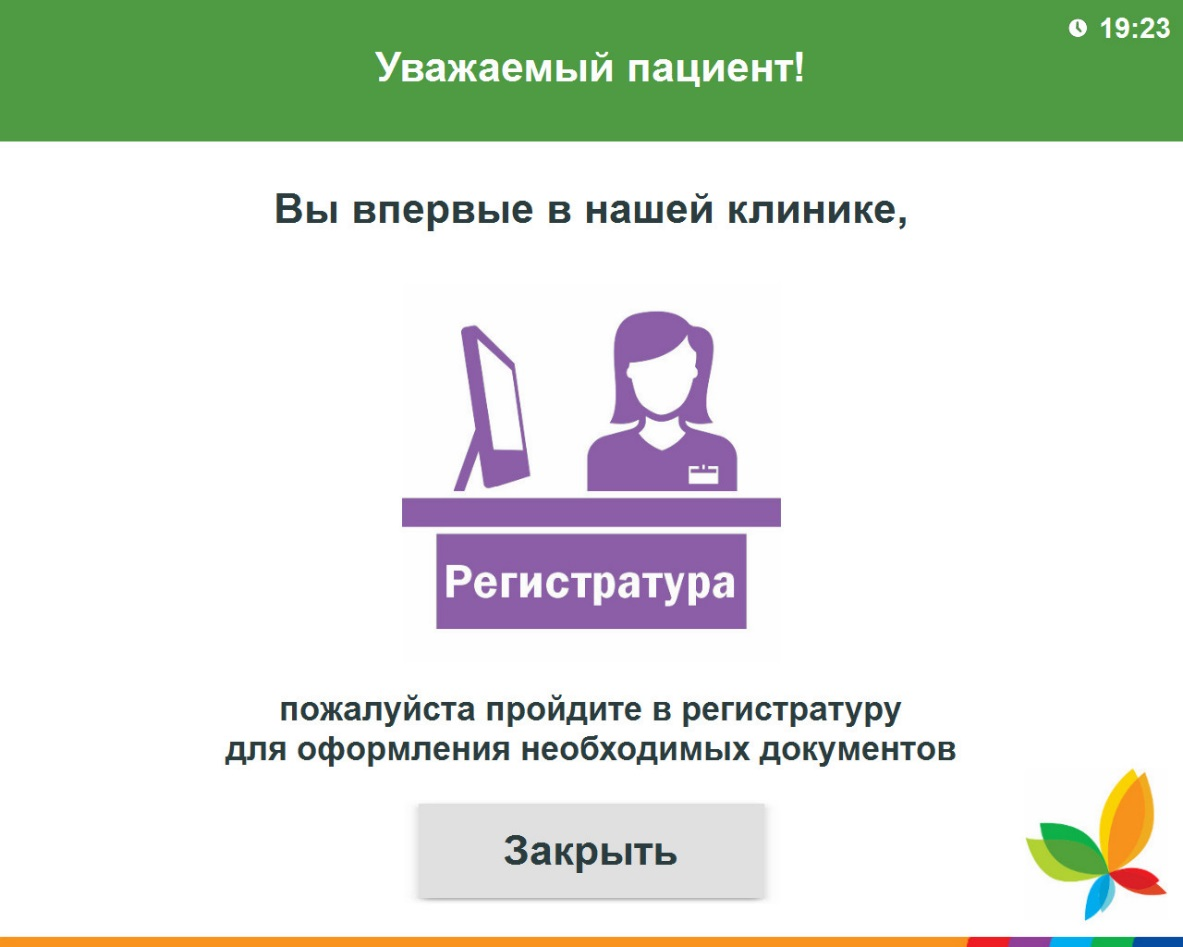 19:23
Уважаемый пациент!
Вы впервые в нашей клинике,
Регистратура
пожалуйста пройдите в регистратуру
для оформления необходимых документов
Закрыть